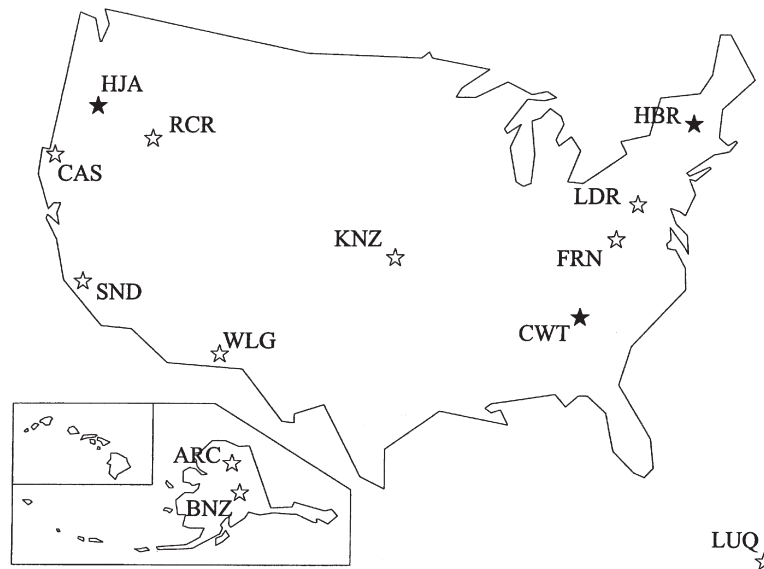 HJA
HBR
RCR
CAS
LDR
KNZ
FRN
SND
CWT
WLG
ARC
BNZ
LUQ